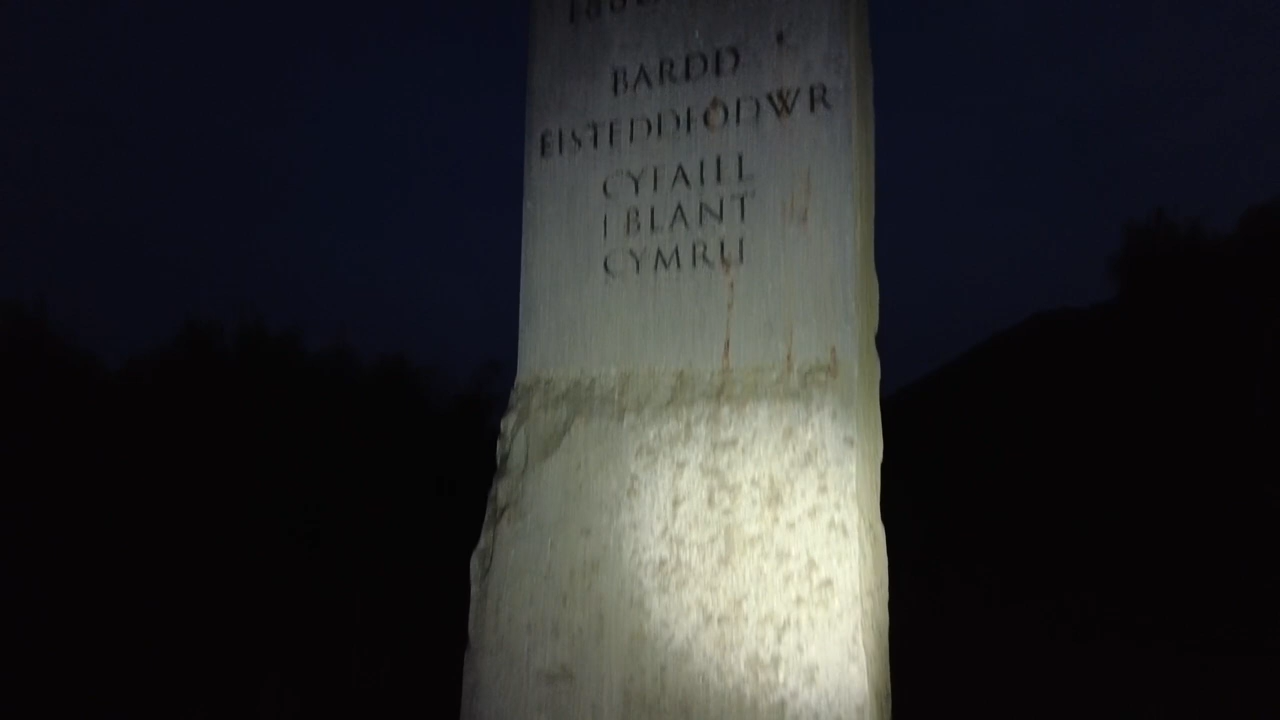 BARDD
EISTEDDFODWR
CYFAILL
I BLANT
CYMRU